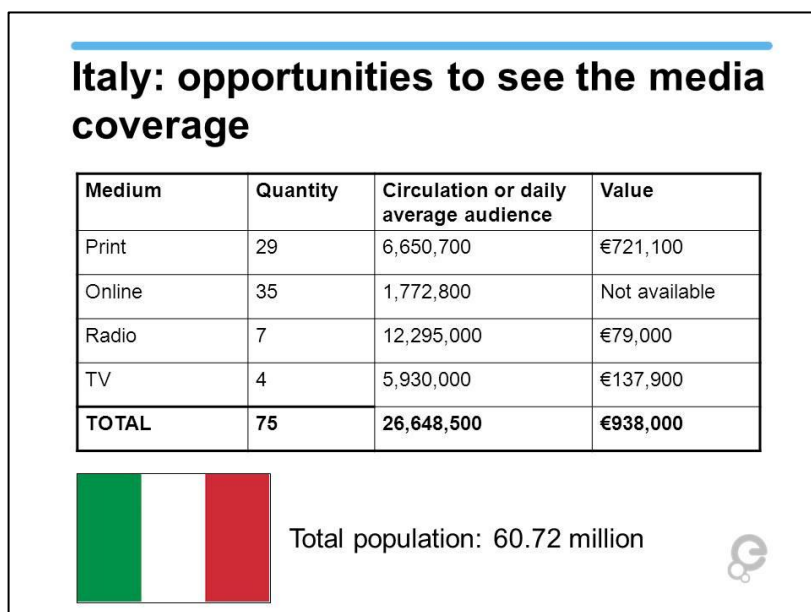 Italy: opportunities to see the media
coverage
Medium Quantity Circulation or daily average audience Value
Print 29 6,650,700 €721,100
Online 35 1,772,800 Not available
Radio 7 12,295,000 €79,000
TV 4 5,930,000 €137,900
TOTAL 75 26,648,500 €938,000
Total population: 60.72 million